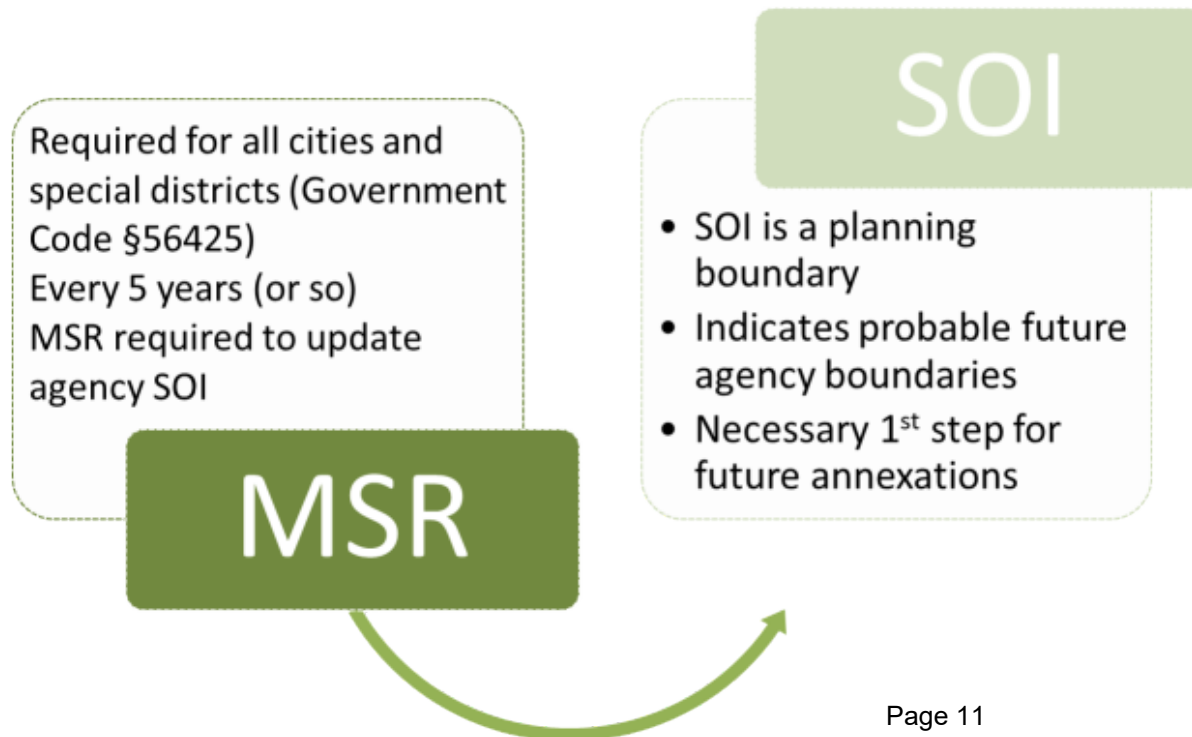 Required for all cities and
special districts (Government
Code §56425)
Every 5 years (or so)
MSR required to update
agency SOI
MSR
SOI
• SOI is a planning
boundary
• Indicates probable future
agency boundaries
• Necessary 1st step for
future annexations
Page 11